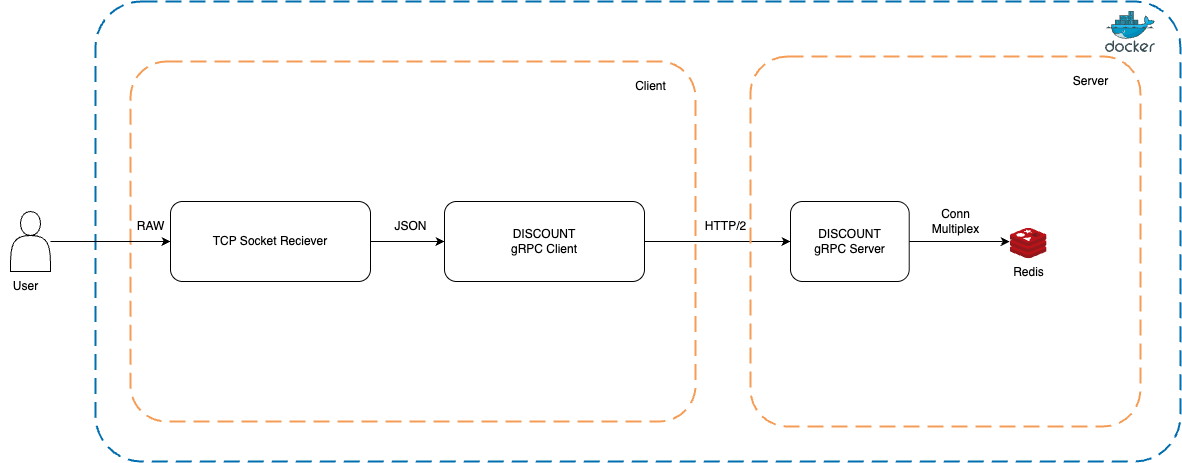 docker
Client
Server
RAW
TCP Socket Reciever
JSON
DISCOUNT
gRPC Client
HTTP/2
DISCOUNT
gRPC Server
Conn
Multiplex
Redis
User